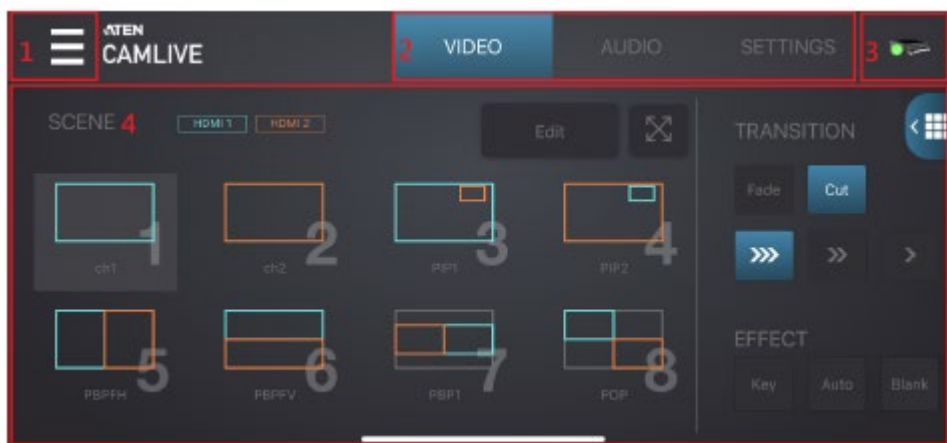 1
ATEN
CAMLIVE
2 VIDEO AUDIO SETTINGS
3
SCENE 4 HDMI 1 HDMI 2 Edit
TRANSITION
Fade Cut
1 2 3 4
ch1 ch2 PIP1 PIP2
5 6 7 8
PBPFH PBPFV PBP1 POP
EFFECT
Key Auto Blank